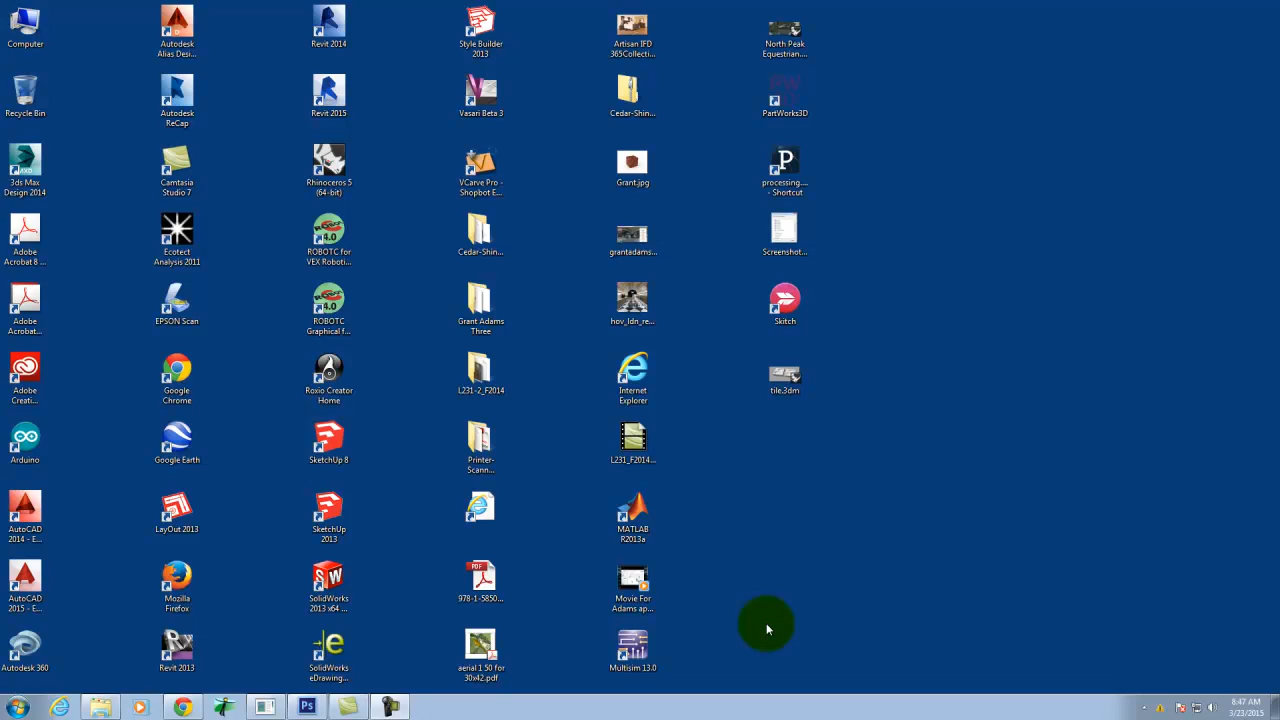 Computer
Recycle Bin
3ds Max
Design 2014
Adobe
Acrobat 8 ...
Adobe
Acrobat...
Adobe
Creati...
Arduino
AutoCAD
2014 - E...
AutoCAD
2015 - E...
Autodesk 360
Autodesk
Alias Desi...
Autodesk
ReCap
Camtasia
Studio 7
Ecotect
Analysis 2011
EPSON Scan
Google
Chrome
Google Earth
LayOut 2013
Mozilla
Firefox
Revit 2013
Revit 2014
Revit 2015
Rhinoceros 5
(64-bit)
ROBOTC for
VEX Roboti...
ROBOTC
Graphical f...
Roxio Creator
Home
SketchUp 8
SketchUp
2013
SolidWorks
2013 x64 ...
SolidWorks
eDrawing...
Style Builder
2013
Vasari Beta 3
VCarve Pro -
Shopbot E...
Cedar-Shin...
Grant Adams
Three
L231-2_F2014
Printer-
Scann...
PDF
978-1-5850...
aerial 1 50 for
30x42.pdf
Artisan IFD
365Collecti...
Cedar-Shin...
Grant.jpg
grantadams...
hov_ldn_re...
Internet
Explorer
L231_F2014...
MATLAB
R2013a
Movie For
Adams ap...
Multisim 13.0
North Peak
Equestrian....
PartWorks3D
processing....
- Shortcut
Screenshot...
Skitch
tile.3dm
Ps
8:47 AM
3/23/2015